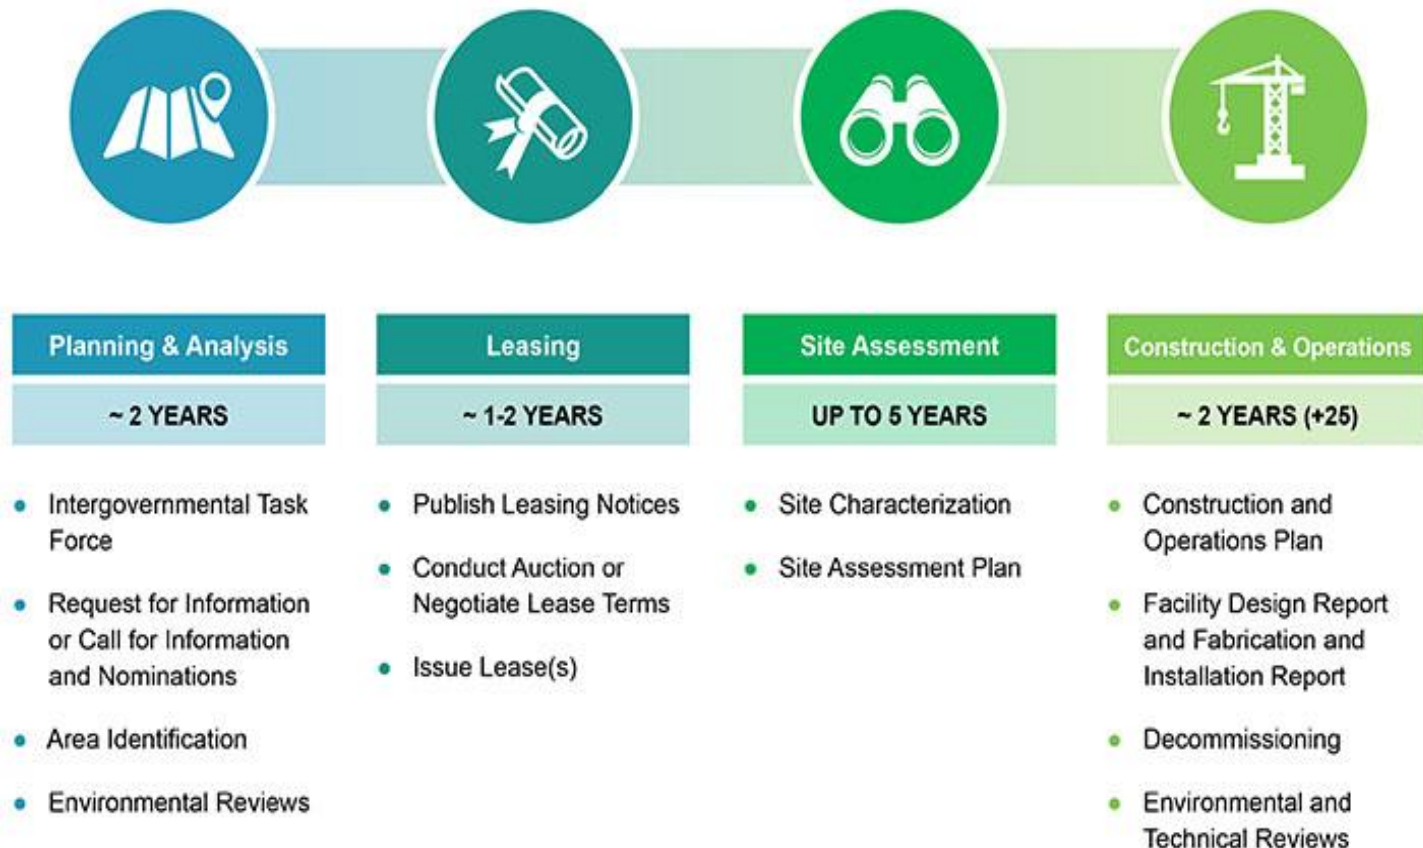 Planning & Analysis
~ 2 YEARS
• Intergovernmental Task
Force
• Request for Information
or Call for Information
and Nominations
• Area Identification
• Environmental Reviews
Leasing
~ 1-2 YEARS
• Publish Leasing Notices
• Conduct Auction or
Negotiate Lease Terms
• Issue Lease(s)
Site Assessment
UP TO 5 YEARS
• Site Characterization
• Site Assessment Plan
Construction & Operations
~ 2 YEARS (+25)
• Construction and
Operations Plan
• Facility Design Report
and Fabrication and
Installation Report
• Decommissioning
• Environmental and
Technical Reviews